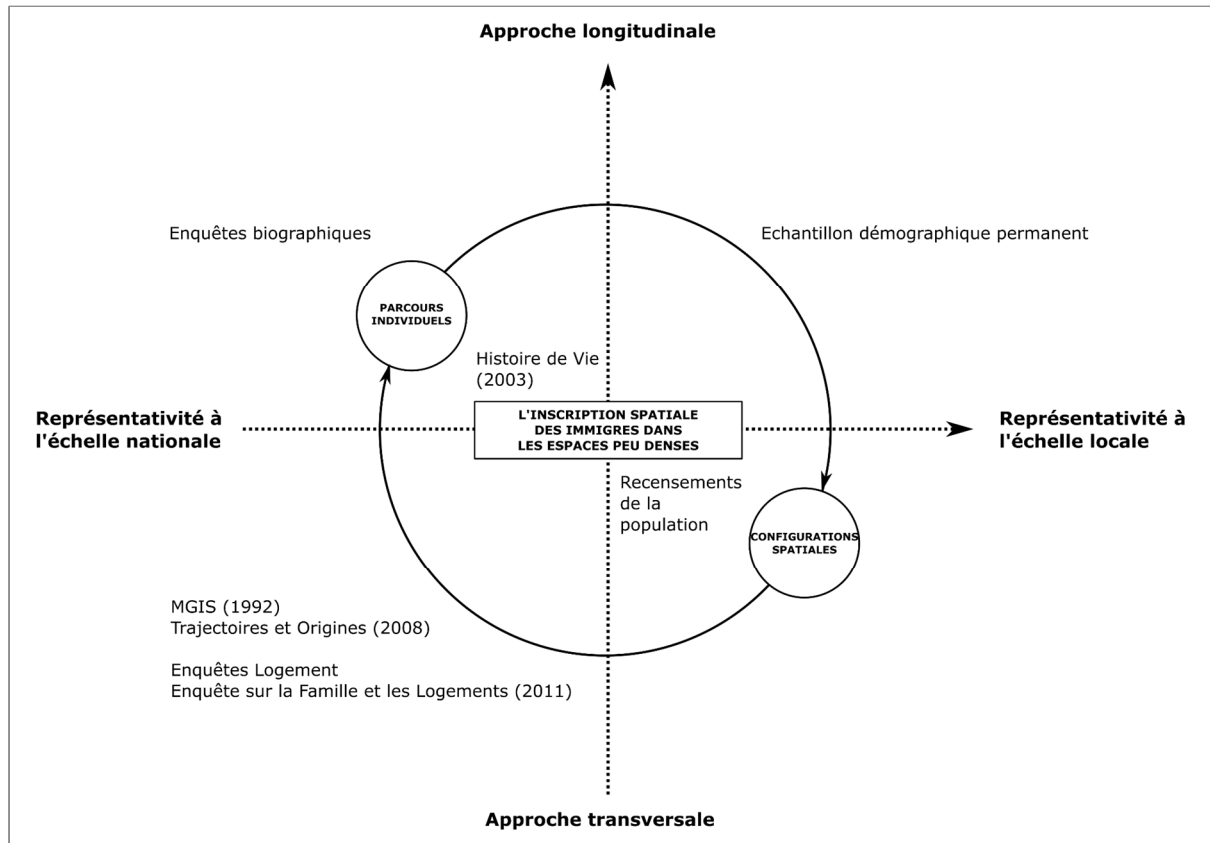 Approche longitudinale
Enquêtes biographiques
Echantillon démographique permanent
PARCOURS
INDIVIDUELS
Histoire de Vie
(2003)
Représentativité à
l'échelle nationale
L'INSCRIPTION SPATIALE
DES IMMIGRES DANS
LES ESPACES PEU DENSES
Représentativité à
l'échelle locale
Recensements
de la
population
CONFIGURATIONS
SPATIALES
MGIS (1992)
Trajectoires et Origines (2008)
Enquêtes Logement
Enquête sur la Famille et les Logements (2011)
Approche transversale